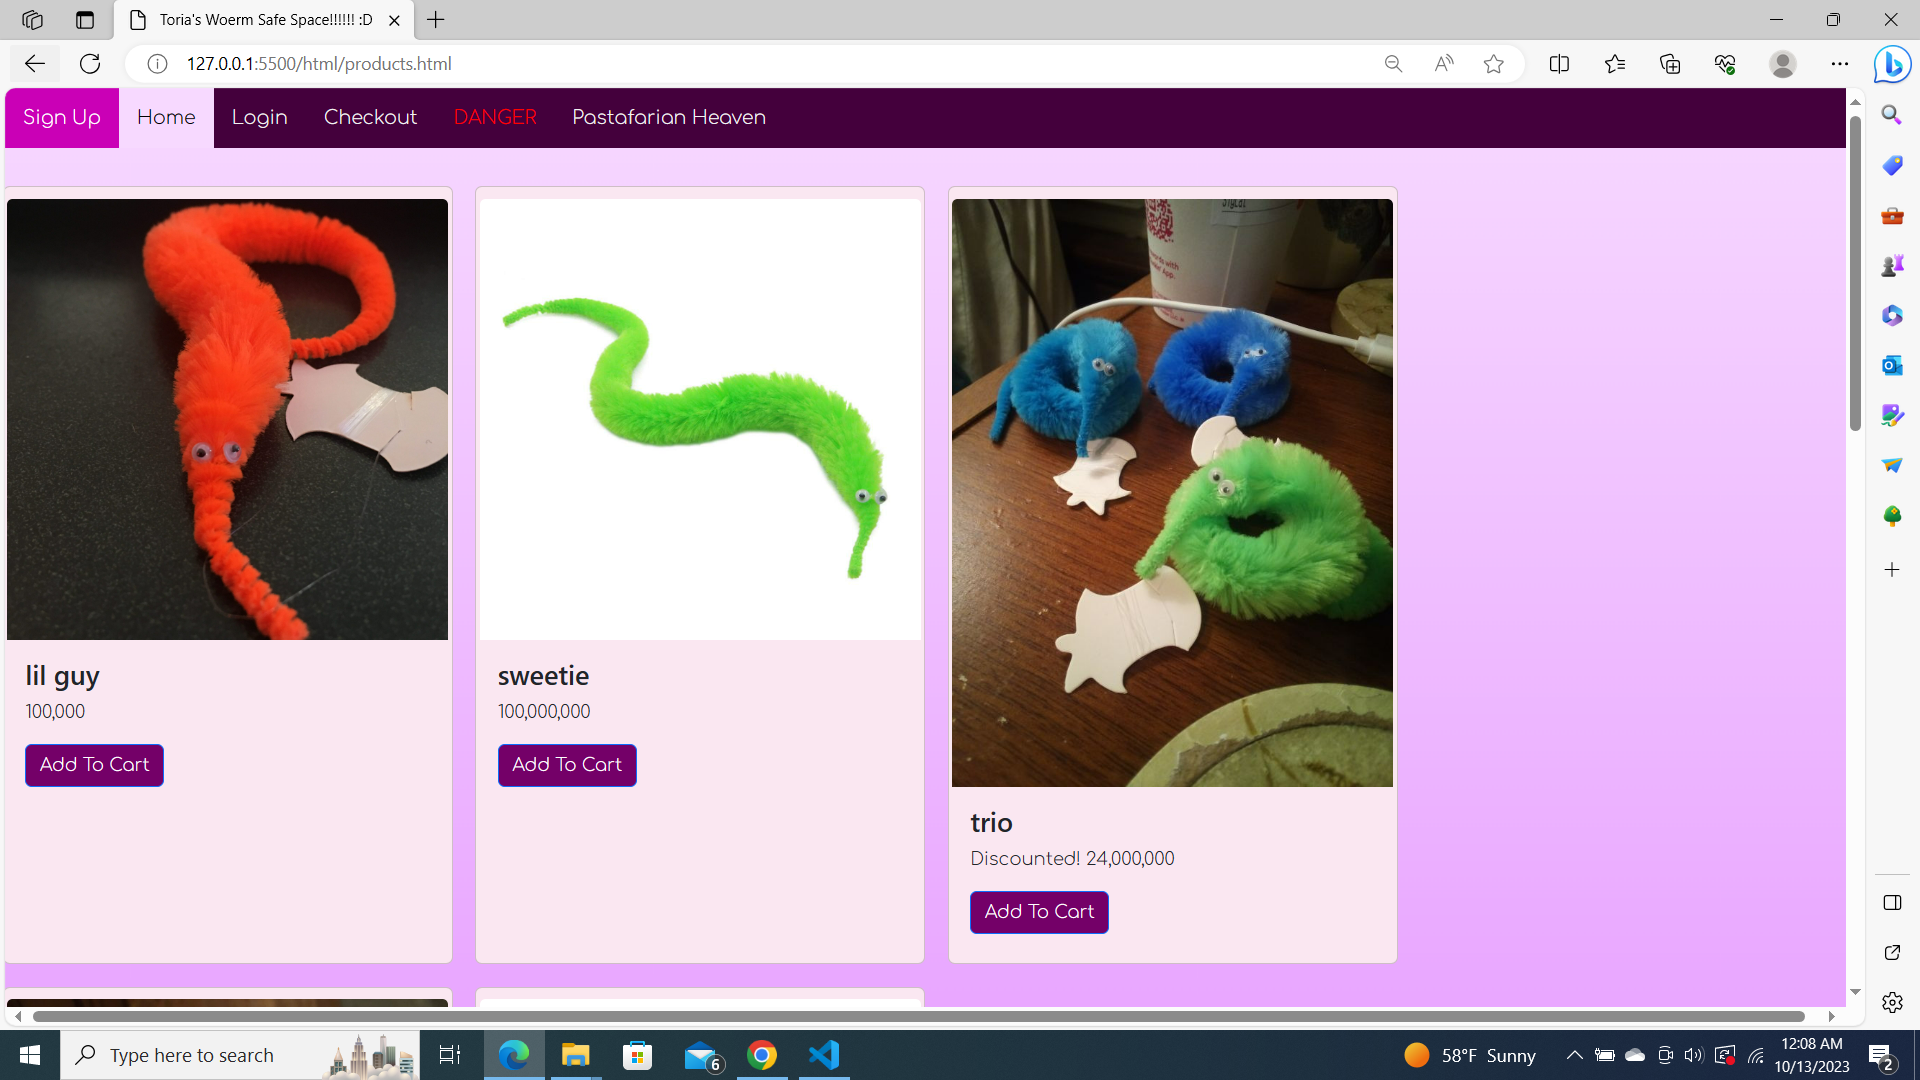 Toria's Woerm Safe Space!!!!!! :D
127.0.0.1:5500/html/products.html
Sign Up Home Login Checkout DANGER Pastafarian Heaven
lil guy
100,000
Add To Cart
sweetie
100,000,000
Add To Cart
trio
Discounted! 24,000,000
Add To Cart
Type here to search
6
58°F Sunny
12:08 AM
10/13/2023
2